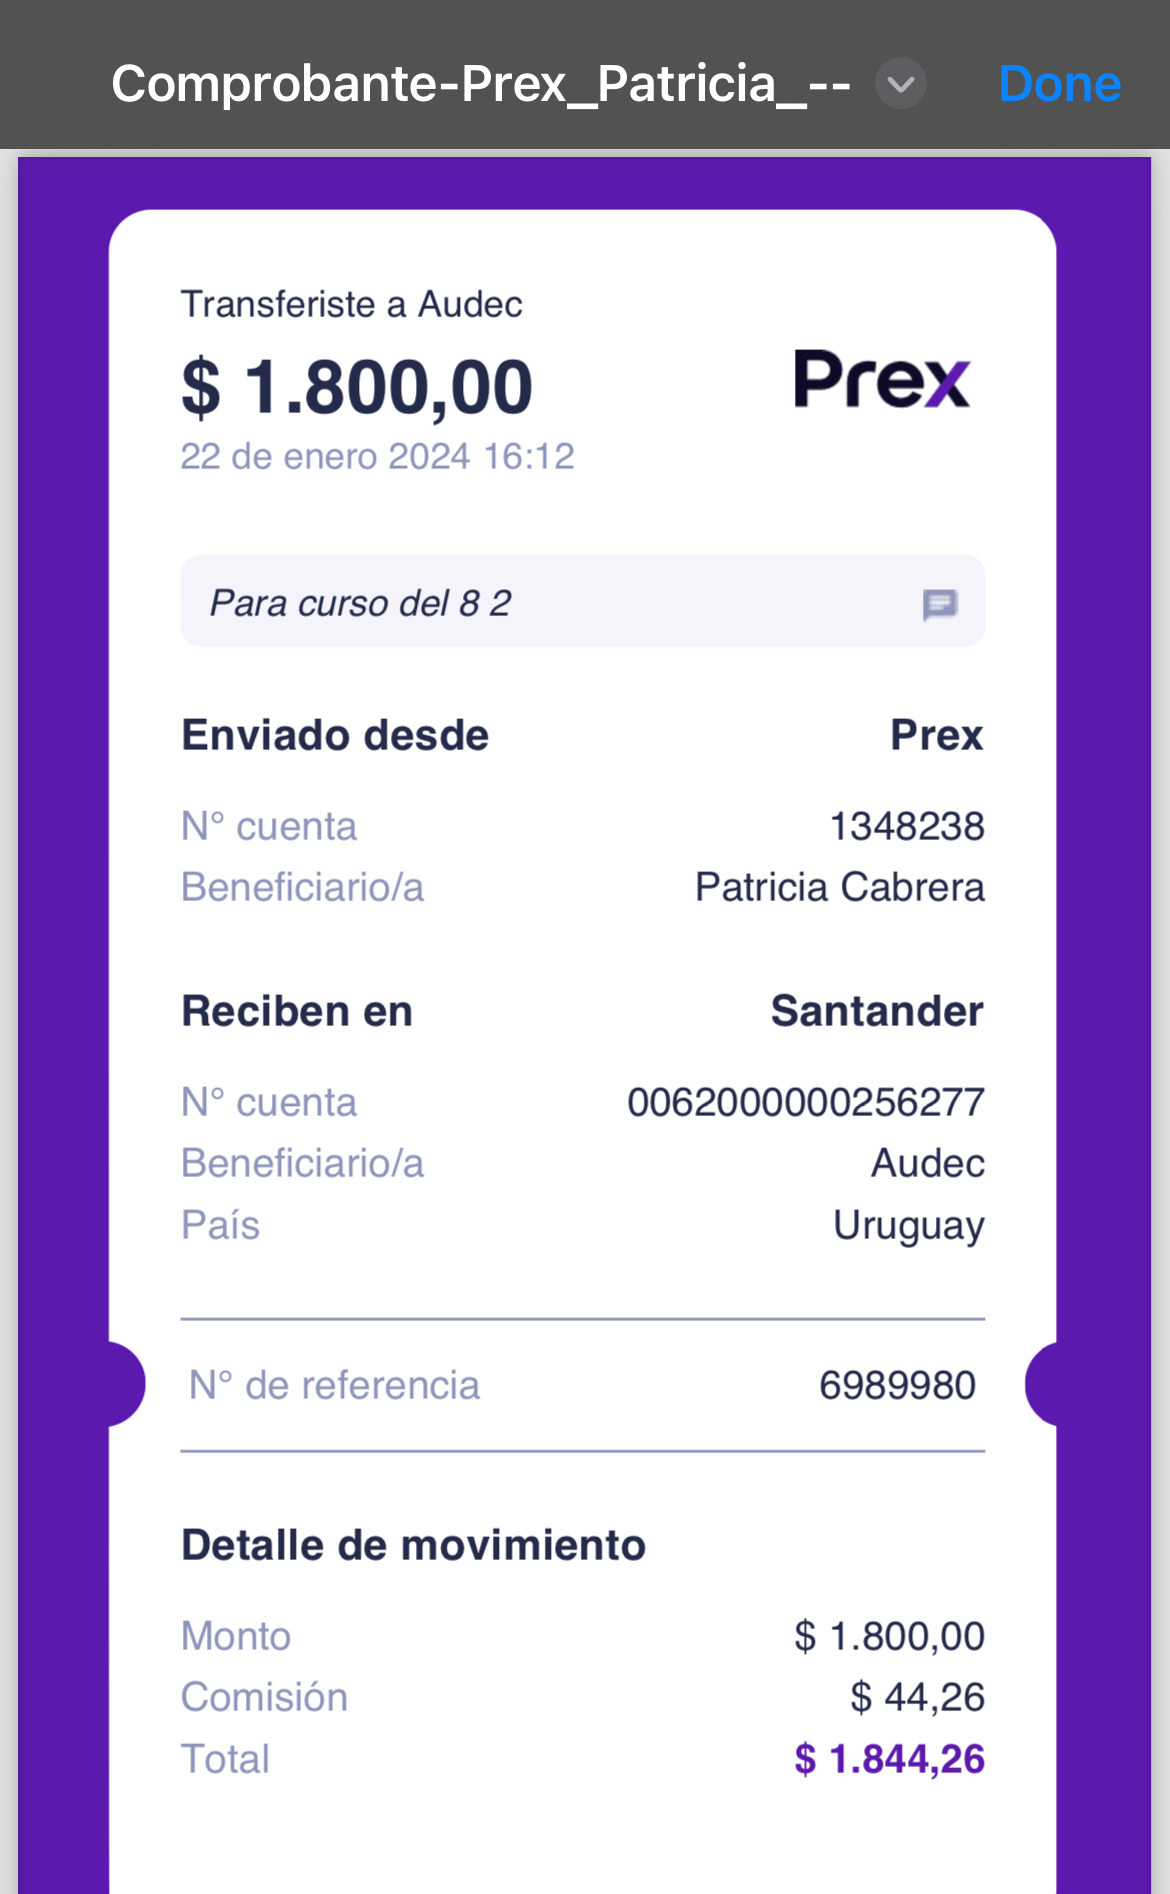 Comprobante-Prex_Patricia_--
Done
Transferiste a Audec
$ 1.800,00
Prex
22 de enero 2024 16:12
Para curso del 8 2
Enviado desde Prex
N° cuenta 1348238
Beneficiario/a Patricia Cabrera
Reciben en Santander
N° cuenta 0062000000256277
Beneficiario/a Audec
País Uruguay
N° de referencia 6989980
Detalle de movimiento
Monto $ 1.800,00
Comisión $ 44,26
Total $ 1.844,26